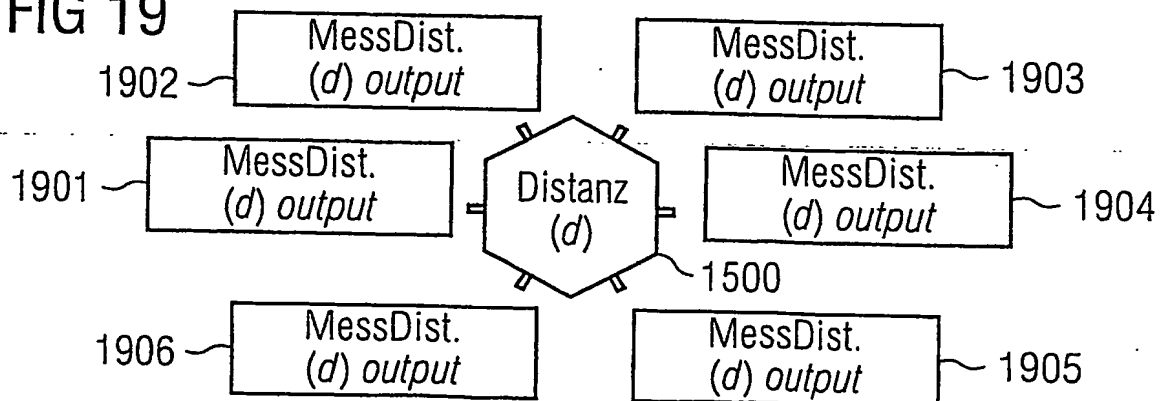 FIG 19
1902
MessDist.
(d) output
MessDist.
(d) output
1903
1901
MessDist.
(d) output
Distanz
(d)
MessDist.
(d) output
1904
1500
1906
MessDist.
(d) output
MessDist.
(d) output
1905